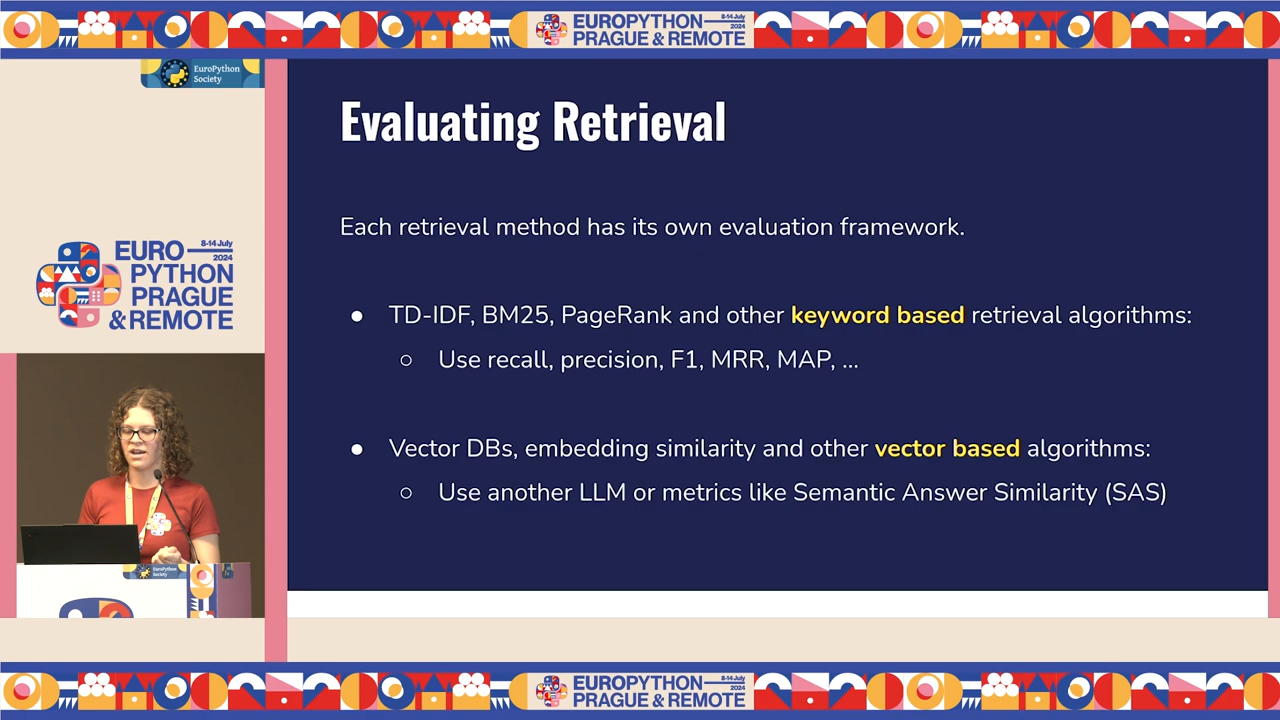 EUROPYTHON
8-14 July
2024
PRAGUE & REMOTE
EuroPython
Society
EURO
8-14 July
2024
PYTHON
PRAGUE
& REMOTE
Evaluating Retrieval
Each retrieval method has its own evaluation framework.
● TD-IDF, BM25, PageRank and other keyword based retrieval algorithms:
○ Use recall, precision, F1, MRR, MAP, ...
● Vector DBs, embedding similarity and other vector based algorithms:
○ Use another LLM or metrics like Semantic Answer Similarity (SAS)
EuroPython
Society
EUROPYTHON
8-14 July
2024
PRAGUE & REMOTE